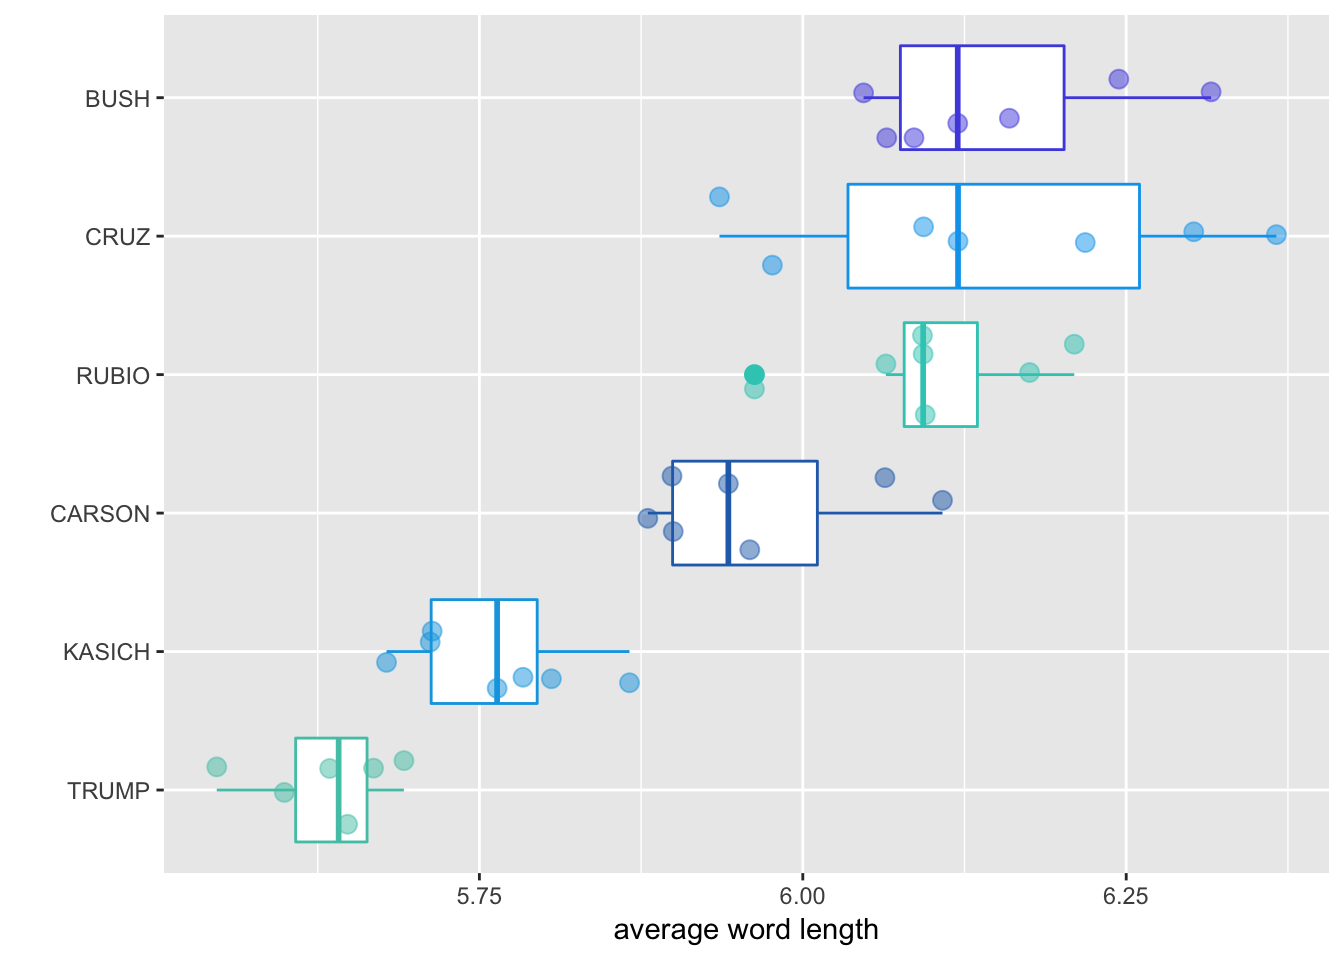 BUSH
CRUZ
RUBIO
CARSON
KASICH
TRUMP
5.75 6.00 6.25
average word length